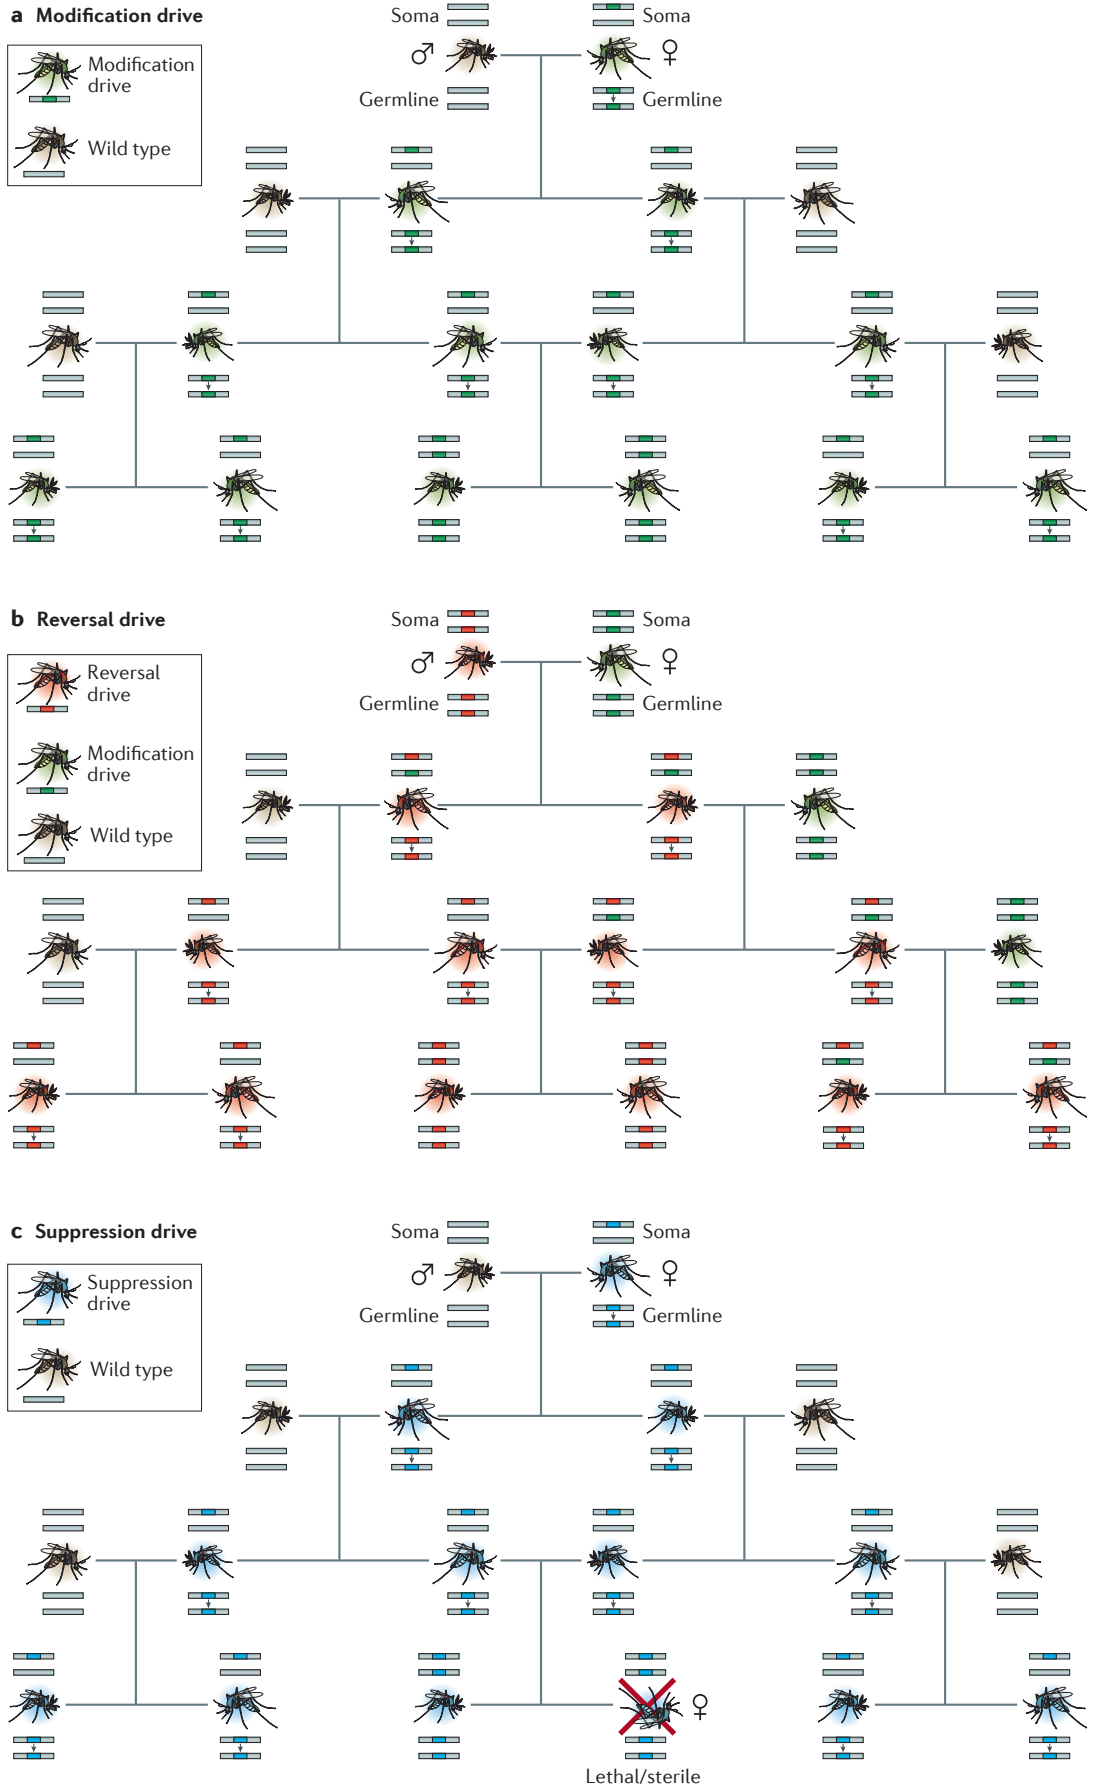 a Modification drive
Soma
Soma
Modification
drive
♂
♀
Germline
Germline
Wild type
b Reversal drive
Soma
Soma
Reversal
drive
♂
♀
Germline
Germline
Modification
drive
Wild type
c Suppression drive
Soma
Soma
Suppression
drive
♂
♀
Germline
Germline
Wild type
♀
Lethal/sterile